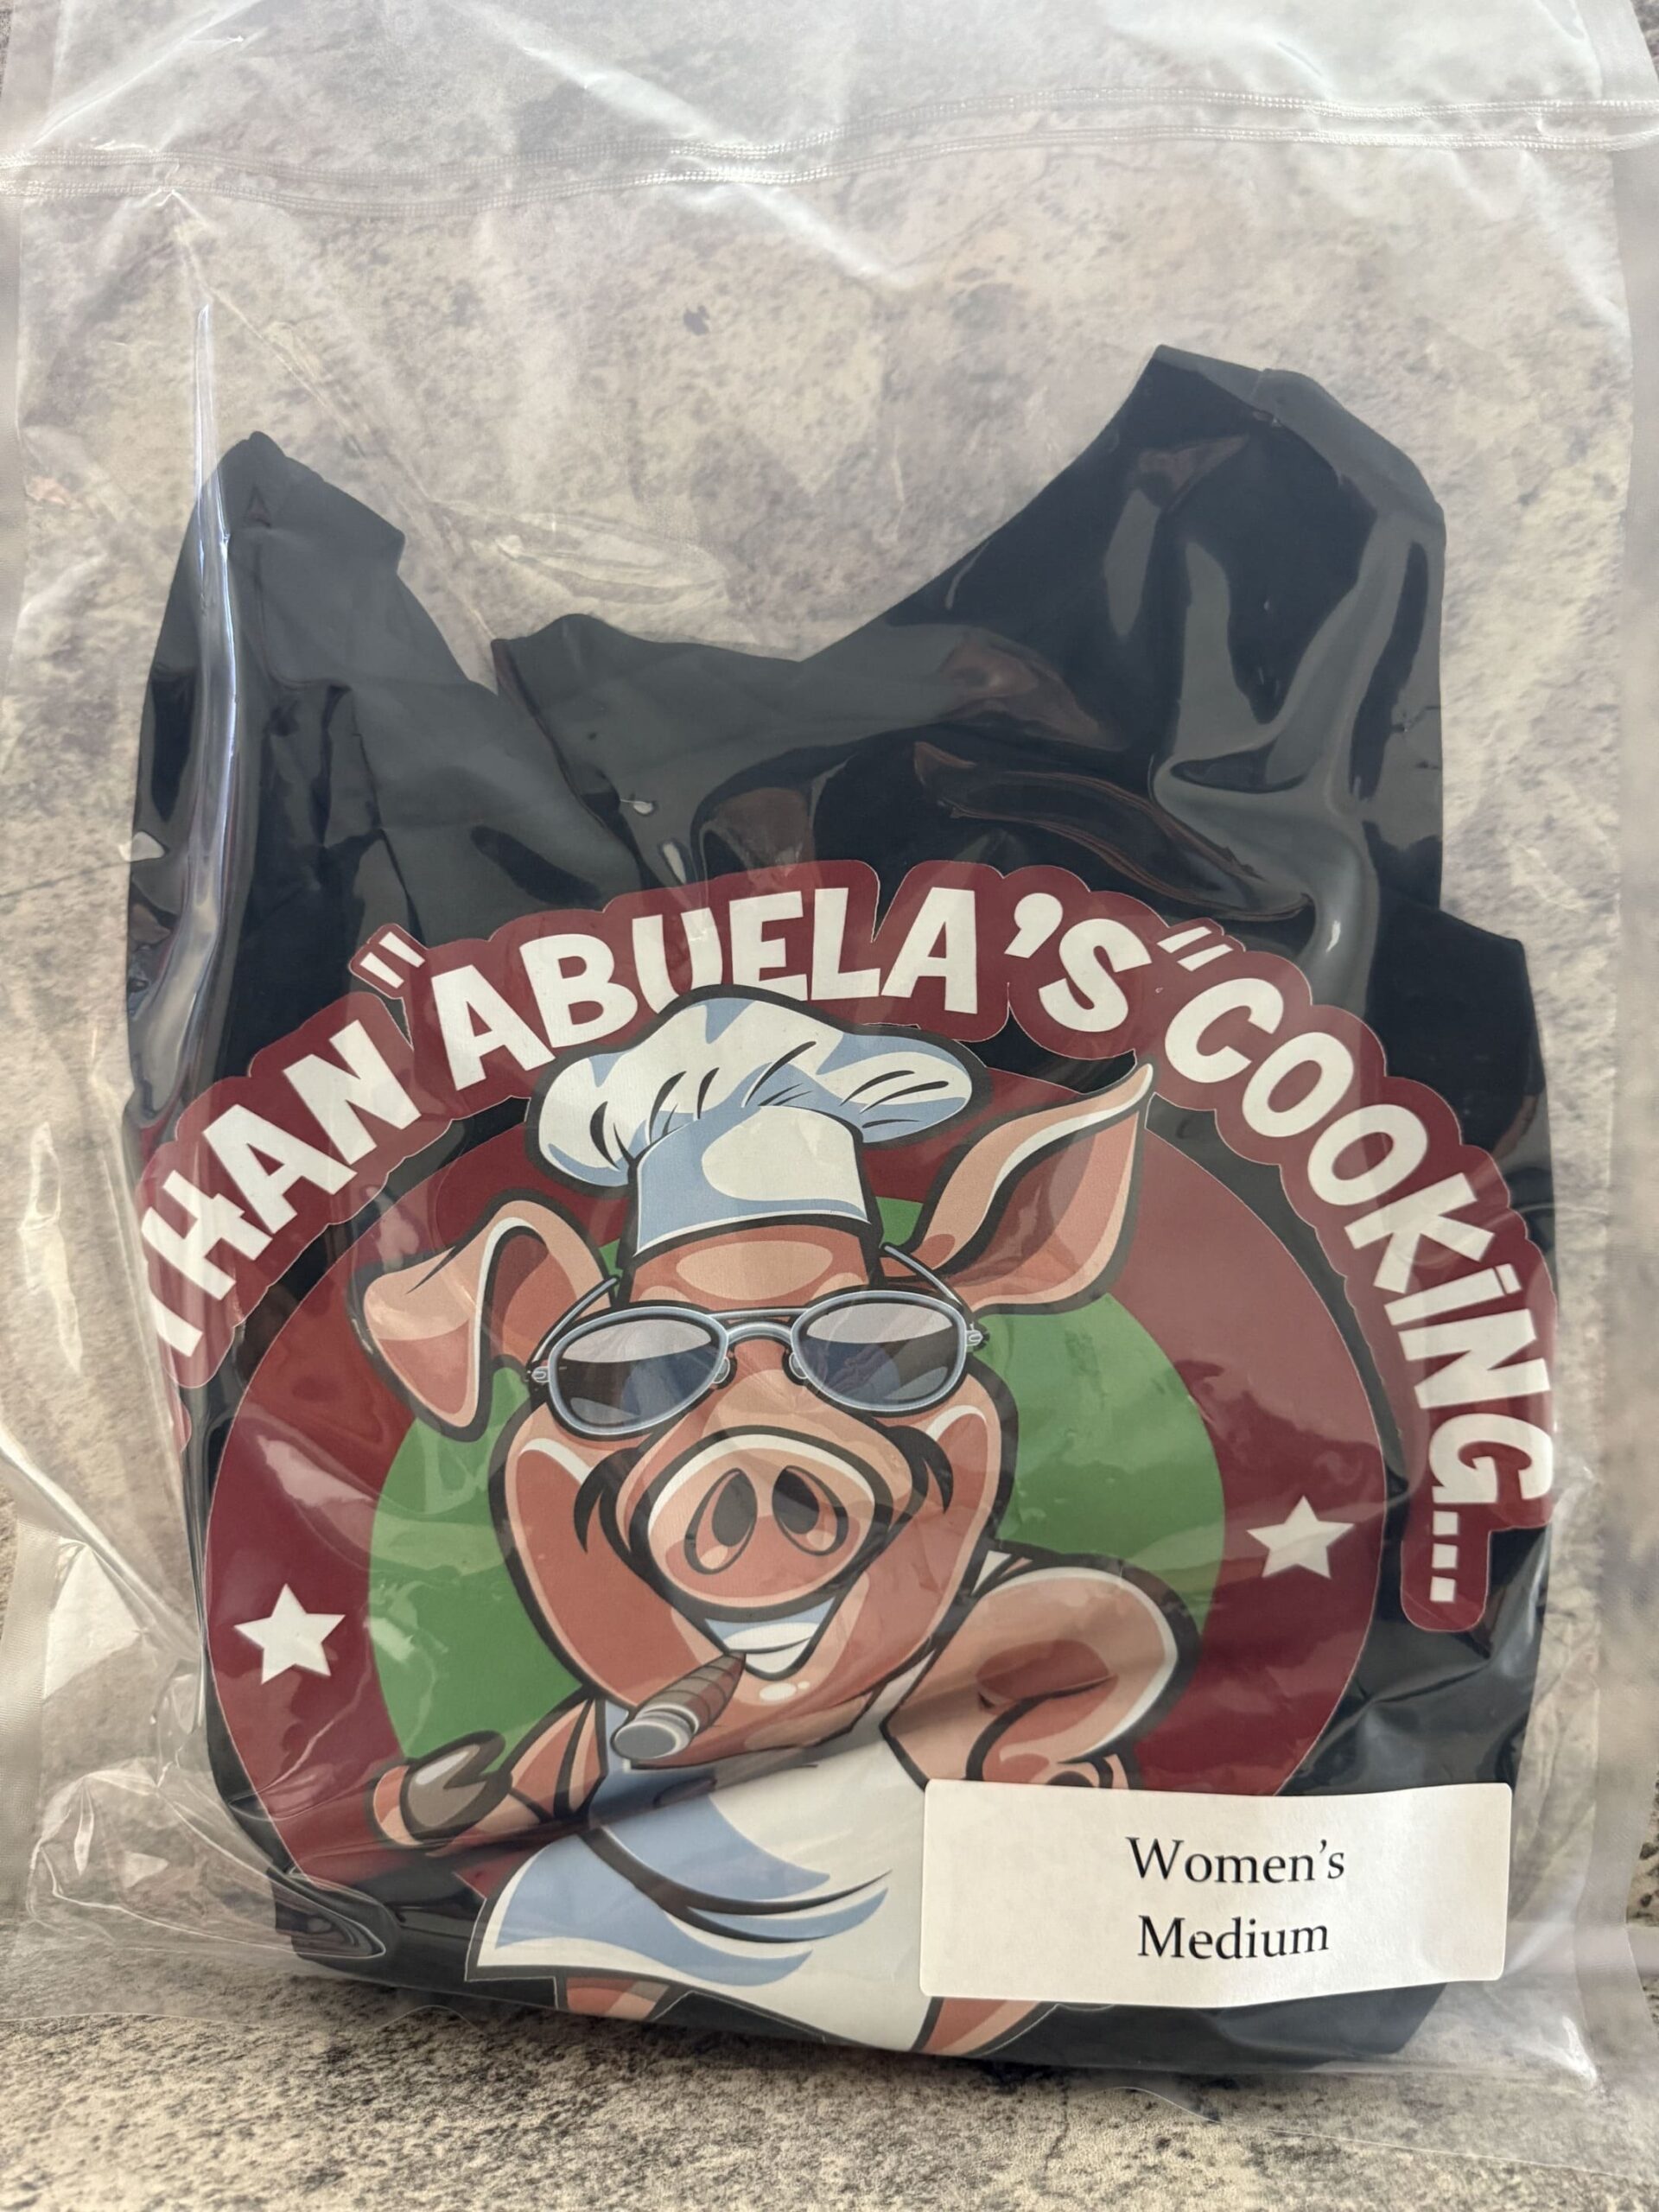 THAN "ABUELA'S" COOKING...
Women's
Medium